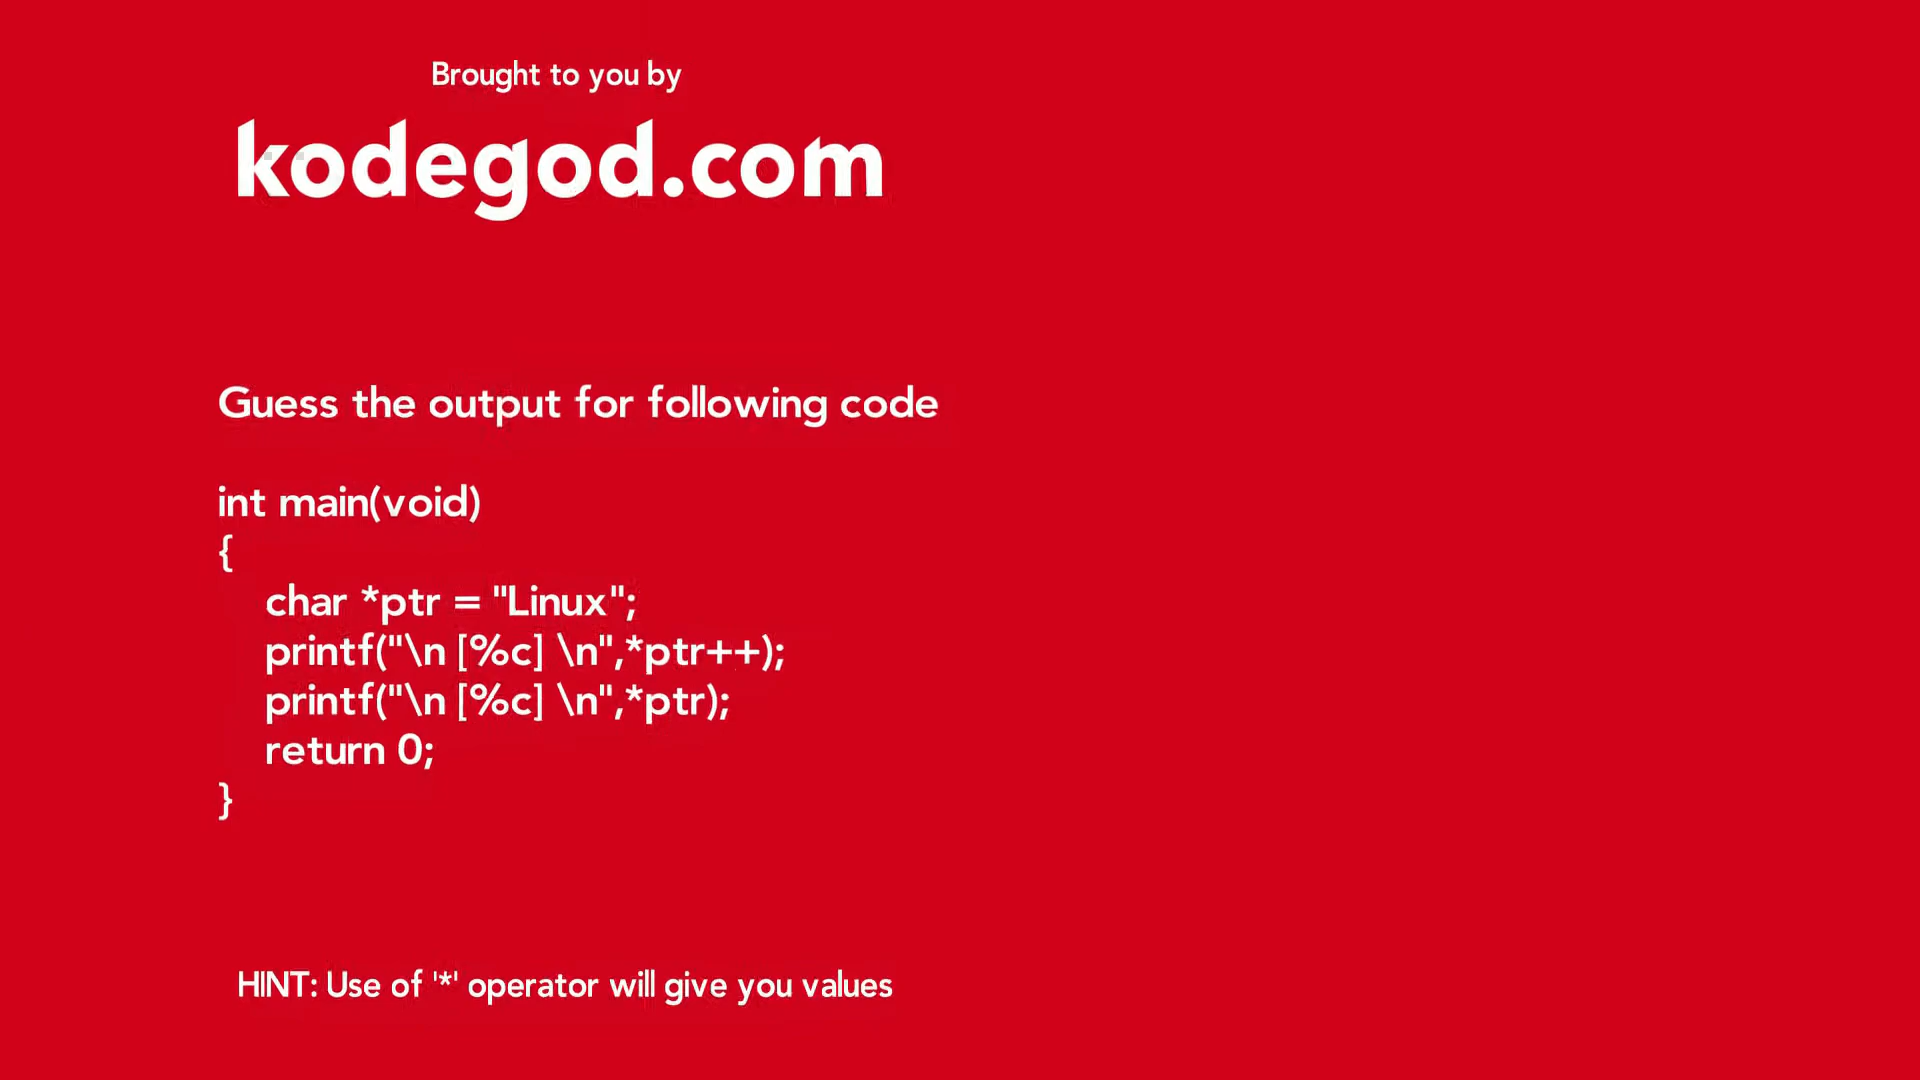 Brought to you by
kodegod.com
Guess the output for following code
int main(void)
{
char *ptr = "Linux";
printf("\n [%c] \n",*ptr++);
printf("\n [%c] \n",*ptr);
return 0;
}
HINT: Use of '*' operator will give you values